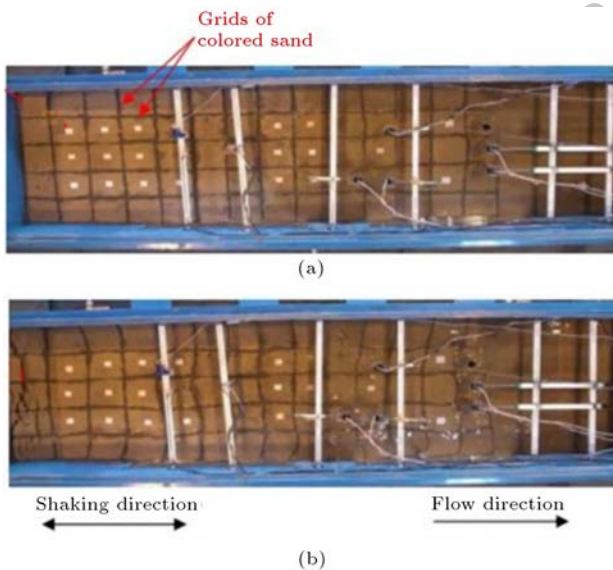 Grids of
colored sand
(a)
Shaking direction
Flow direction
(b)